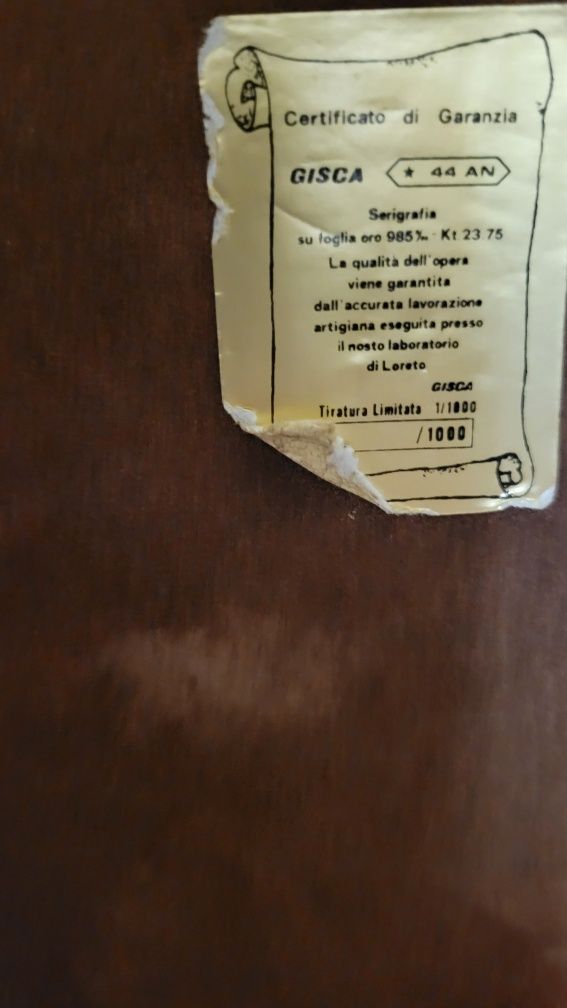 Certificato di Garanzia
GISCA ★ 44 AN
Serigrafia
su foglia oro 985‰ - Kt 23.75
La qualità dell'opera
viene garantita
dall'accurata lavorazione
artigiana eseguita presso
il nosto laboratorio
di Loreto
GISCA
Tiratura Limitata 1/1000
/1000